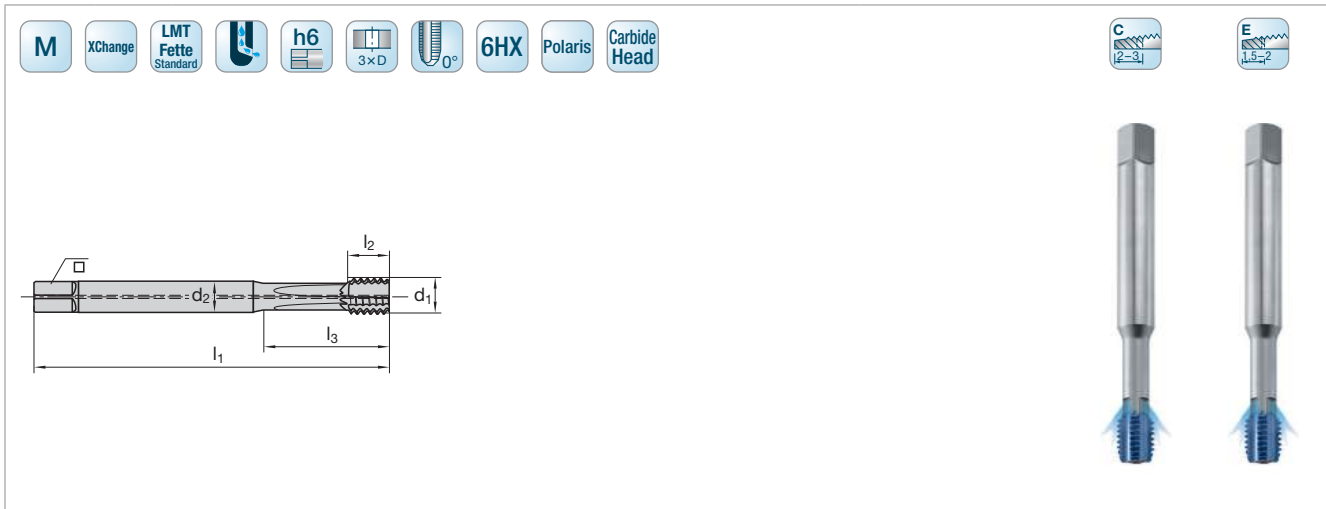 M
XChange
LMT
Fette
Standard
h6
3×D
0°
6HX
Polaris
Carbide
Head
C
2–3
E
1,5–2
l2
d2
d1
l3
l1